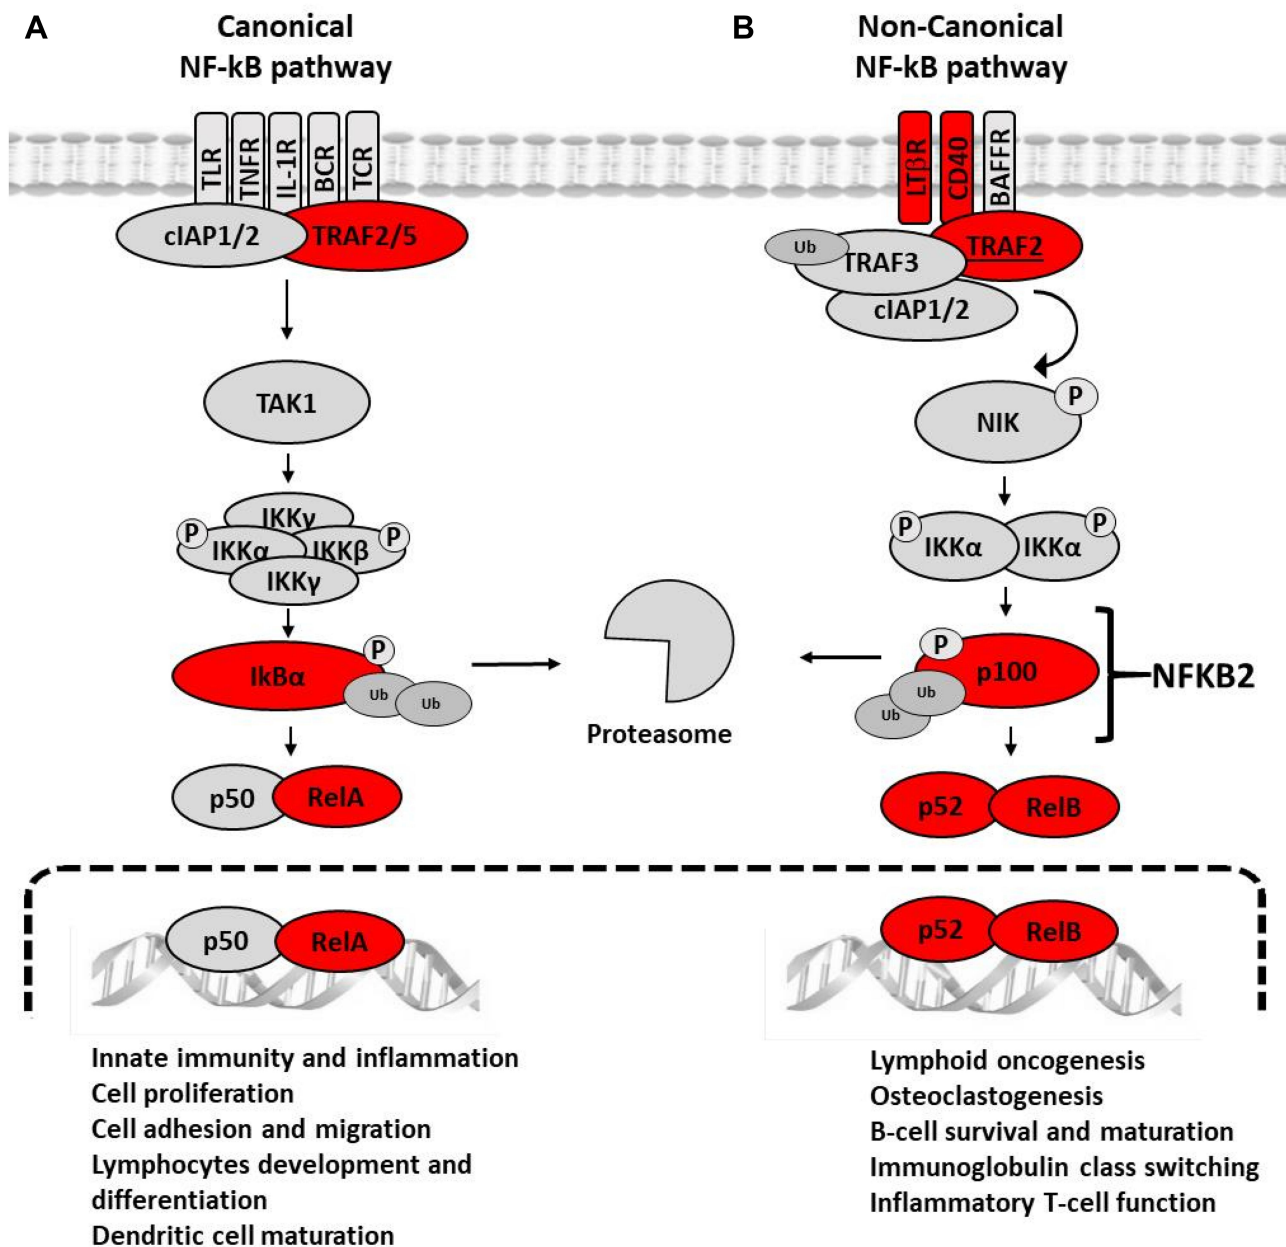 A
Canonical
NF-kB pathway
TLR
TNFR
IL-1R
BCR
TCR
cIAP1/2
TRAF2/5
TAK1
IKKγ
P
P
IKKα
IKKβ
IKKγ
P
IkBα
Ub
Ub
p50
RelA
p50
RelA
Innate immunity and inflammation
Cell proliferation
Cell adhesion and migration
Lymphocytes development and
differentiation
Dendritic cell maturation
Proteasome
B
Non-Canonical
NF-kB pathway
LTβR
CD40
BAFFR
Ub
TRAF3
TRAF2
cIAP1/2
P
NIK
P
P
IKKα
IKKα
P
p100
Ub
Ub
NFKB2
p52
RelB
p52
RelB
Lymphoid oncogenesis
Osteoclastogenesis
B-cell survival and maturation
Immunoglobulin class switching
Inflammatory T-cell function